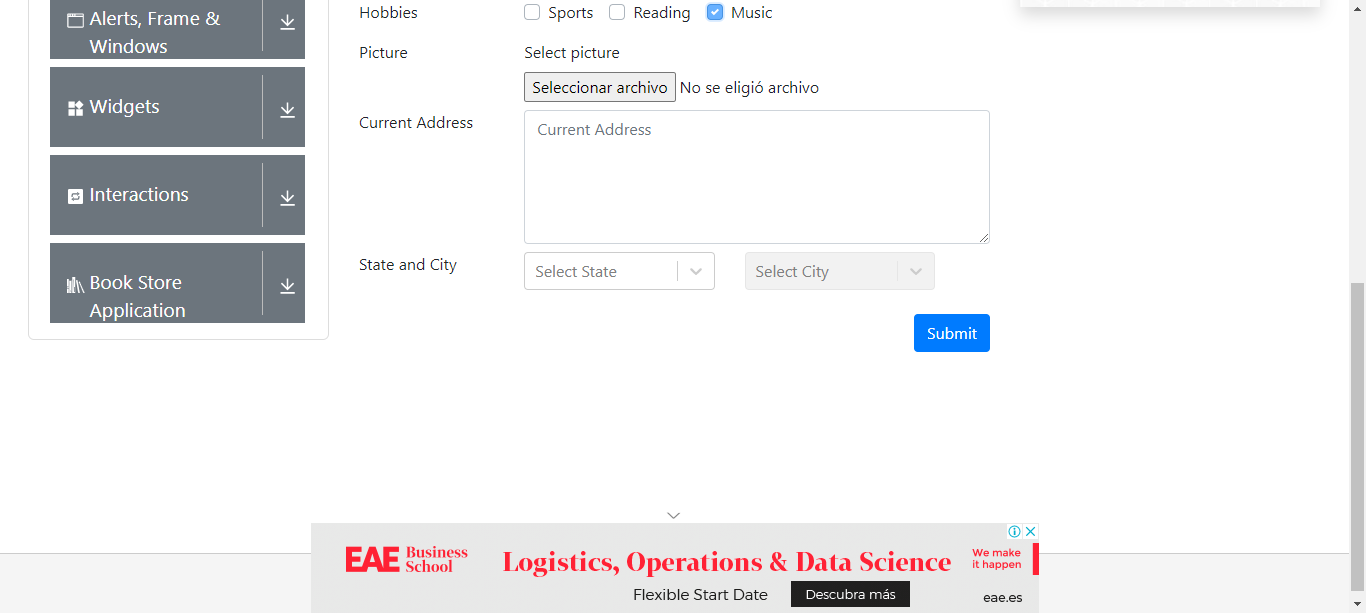 Alerts, Frame &
Windows
Widgets
Interactions
Book Store
Application
Hobbies
Sports
Reading
Music
Picture
Select picture
Seleccionar archivo No se eligió archivo
Current Address
Current Address
State and City
Select State
Select City
Submit
EAE Business
School
Logistics, Operations & Data Science
Flexible Start Date
Descubra más
We make
it happen
eae.es